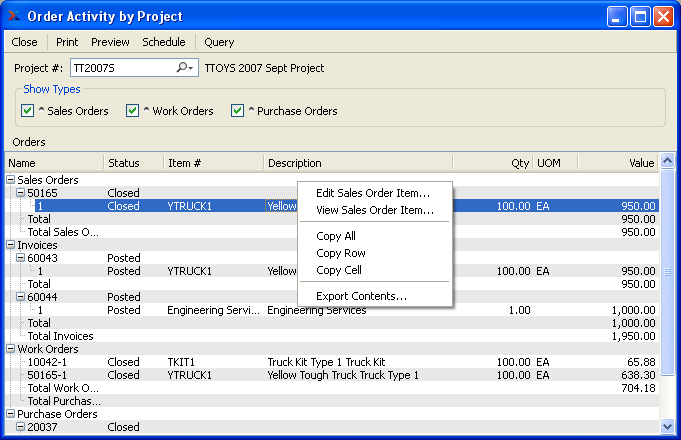 Order Activity by Project
Close Print Preview Schedule Query
Project #: TT2007S TTOYS 2007 Sept Project
Show Types
^ Sales Orders ^ Work Orders ^ Purchase Orders
Orders
Name Status Item # Description Qty UOM Value
Sales Orders
50165 Closed 950.00
1 Closed YTRUCK1 Yellow 100.00 EA 950.00
Total 950.00
Total Sales O... 950.00
Invoices
60043 Posted
1 Posted YTRUCK1 Yellow 100.00 EA 950.00
Total 950.00
60044 Posted
1 Posted Engineering Servi... Engineering Services 1.00 1,000.00
Total 1,000.00
Total Invoices 1,950.00
Work Orders
10042-1 Closed TKIT1 Truck Kit Type 1 Truck Kit 100.00 EA 65.88
50165-1 Closed YTRUCK1 Yellow Tough Truck Truck Type 1 100.00 EA 638.30
Total Work O... 704.18
Total Purchas...
Purchase Orders
20037 Closed
Edit Sales Order Item...
View Sales Order Item...
Copy All
Copy Row
Copy Cell
Export Contents...